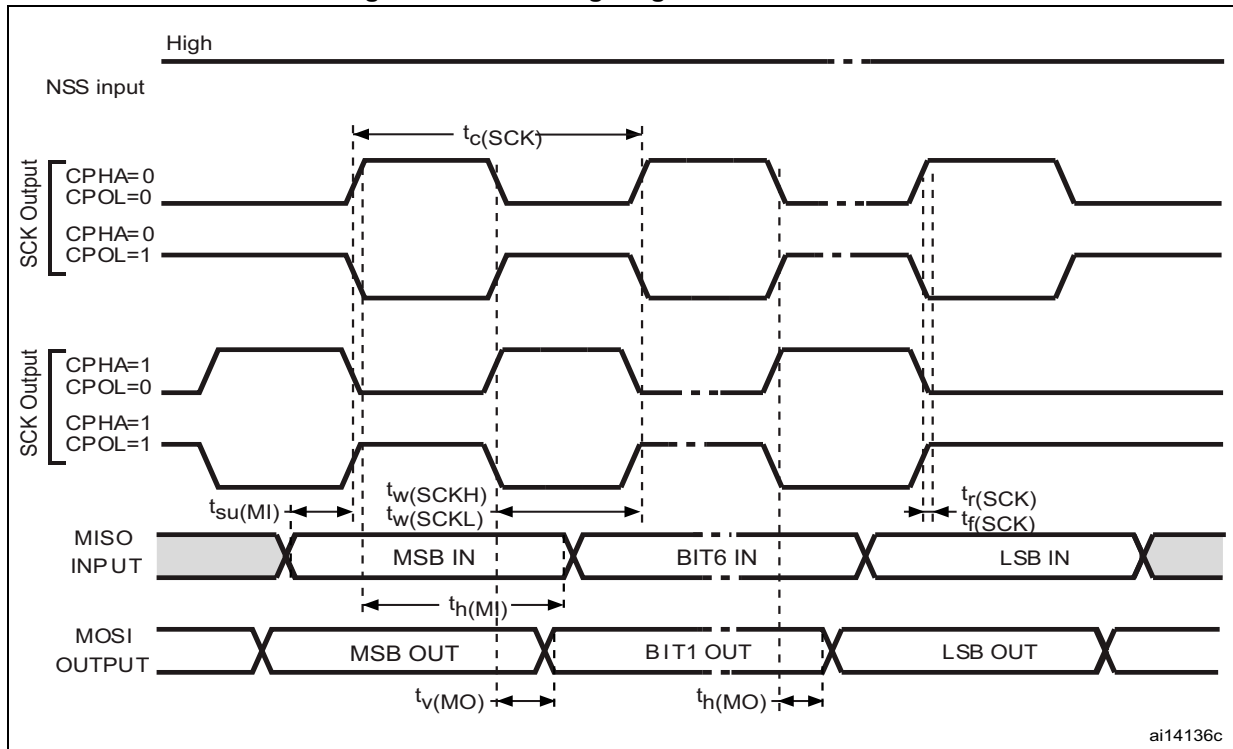 High
NSS input
tc(SCK)
SCK Output
CPHA=0
CPOL=0
CPHA=0
CPOL=1
SCK Output
CPHA=1
CPOL=0
CPHA=1
CPOL=1
tsu(MI)
tw(SCKH)
tw(SCKL)
tr(SCK)
tf(SCK)
MISO
INPUT
MSB IN
BIT6 IN
LSB IN
th(MI)
MOSI
OUTPUT
MSB OUT
BIT1 OUT
LSB OUT
tv(MO)
th(MO)
ai14136c